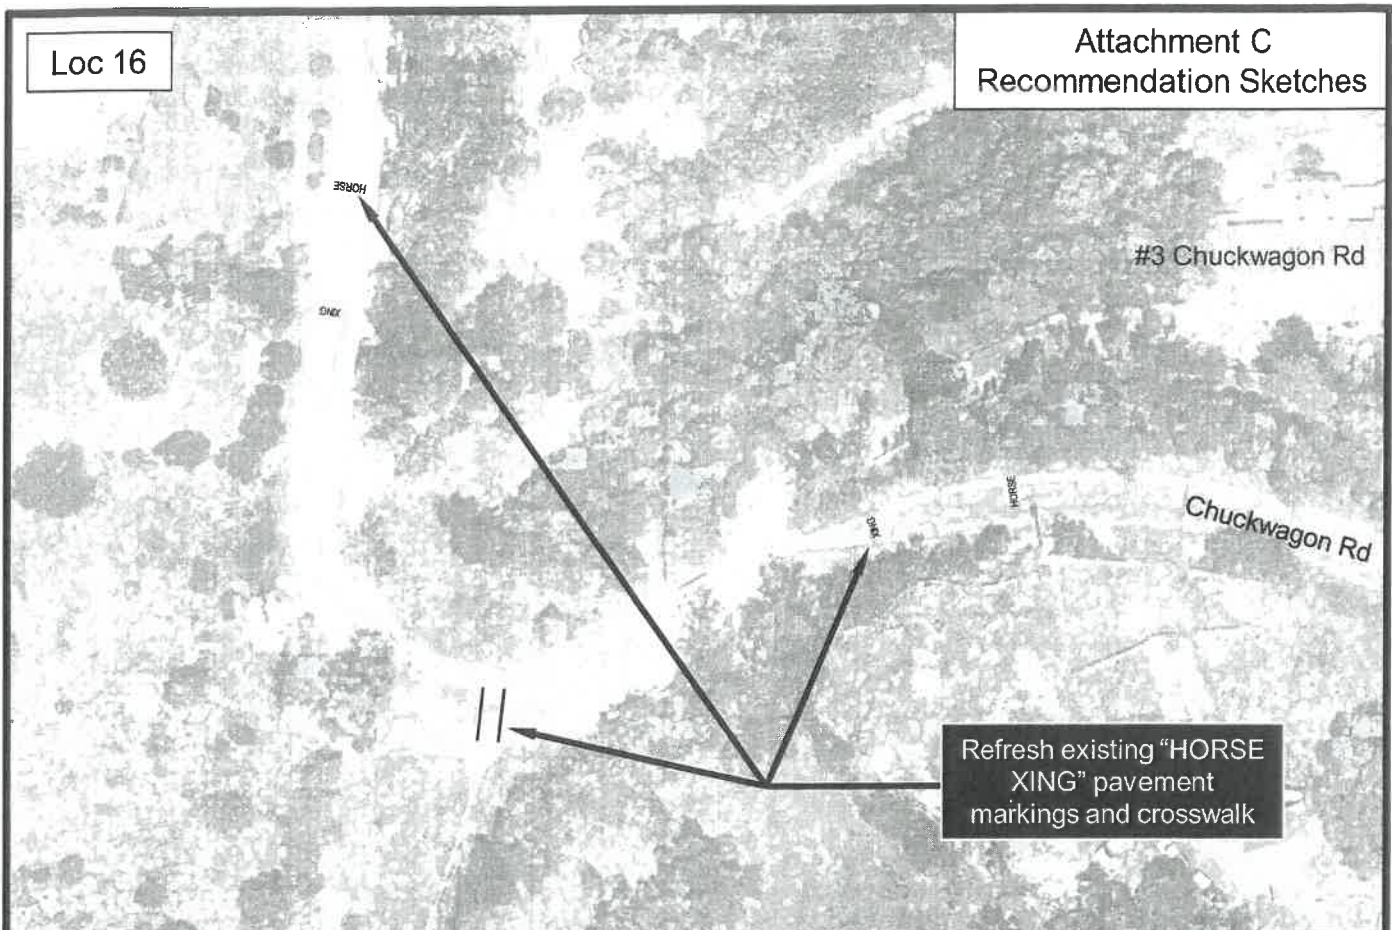 Loc 16
Attachment C
Recommendation Sketches
HORSE
#3 Chuckwagon Rd
XING
HORSE
XING
Chuckwagon Rd
Refresh existing “HORSE
XING” pavement
markings and crosswalk